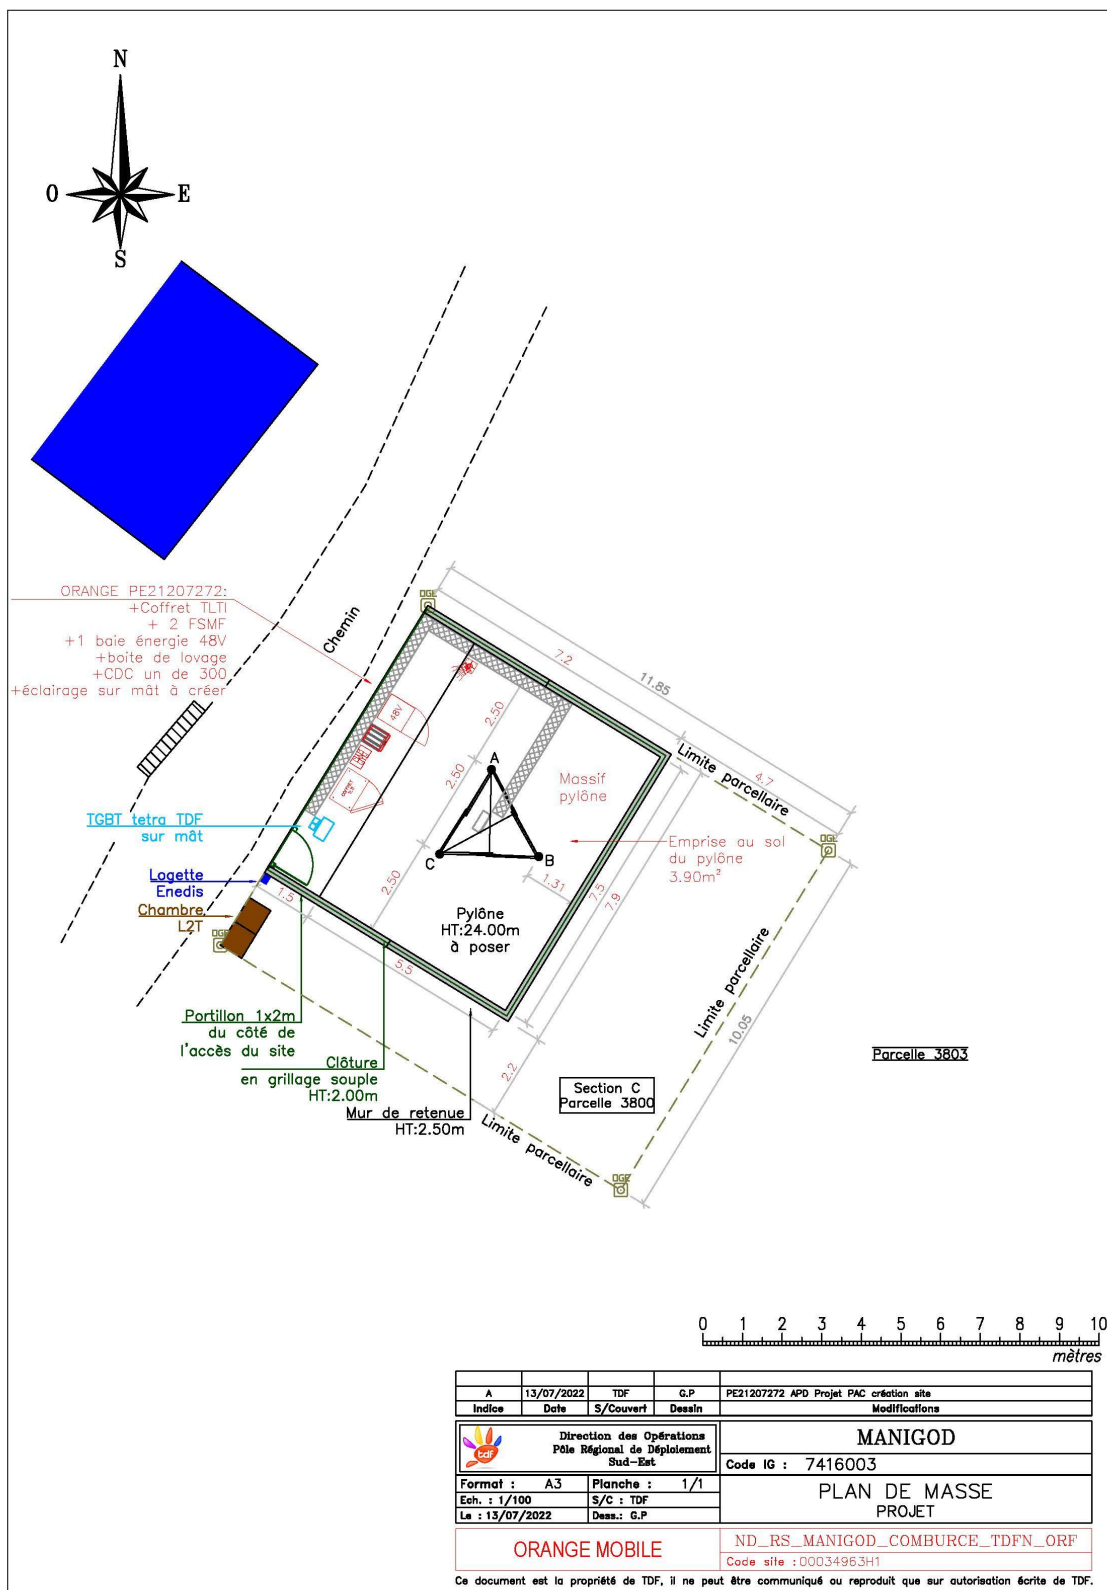 N
O
E
S
ORANGE PE21207272:
+Coffret TLTI
+ 2 FSMF
+1 baie énergie 48V
+boite de lovage
+CDC un de 300
+éclairage sur mât à créer
Chemin
OGE
7.2
11.85
4.7
Limite parcellaire
OGE
48V
2.50
2.50
2.50
A
B
C
Massif
pylône
Emprise au sol
du pylône
3.90m²
1.31
7.5
7.9
Pylône
HT:24.00m
à poser
TGBT tetra TDF
sur mât
Logette
Enedis
Chambre
L2T
OGE
1.5
5.5
Portillon 1x2m
du côté de
l'accès du site
Clôture
en grillage souple
HT:2.00m
Mur de retenue
HT:2.50m
2.2
Limite parcellaire
Limite parcellaire
10.05
Section C
Parcelle 3800
Parcelle 3803
OGE
0 1 2 3 4 5 6 7 8 9 10
mètres
A 13/07/2022 TDF G.P PE21207272 APD Projet PAC création site
Indice Date S/Couvert Dessin Modifications
tdf
Direction des Opérations
Pôle Régional de Déploiement
Sud-Est
MANIGOD
Code IG : 7416003
Format : A3 Planche : 1/1
Ech. : 1/100 S/C : TDF
Le : 13/07/2022 Dess.: G.P
PLAN DE MASSE
PROJET
ORANGE MOBILE
ND_RS_MANIGOD_COMBURCE_TDFN_ORF
Code site : 00034963H1
Ce document est la propriété de TDF, il ne peut être communiqué ou reproduit que sur autorisation écrite de TDF.